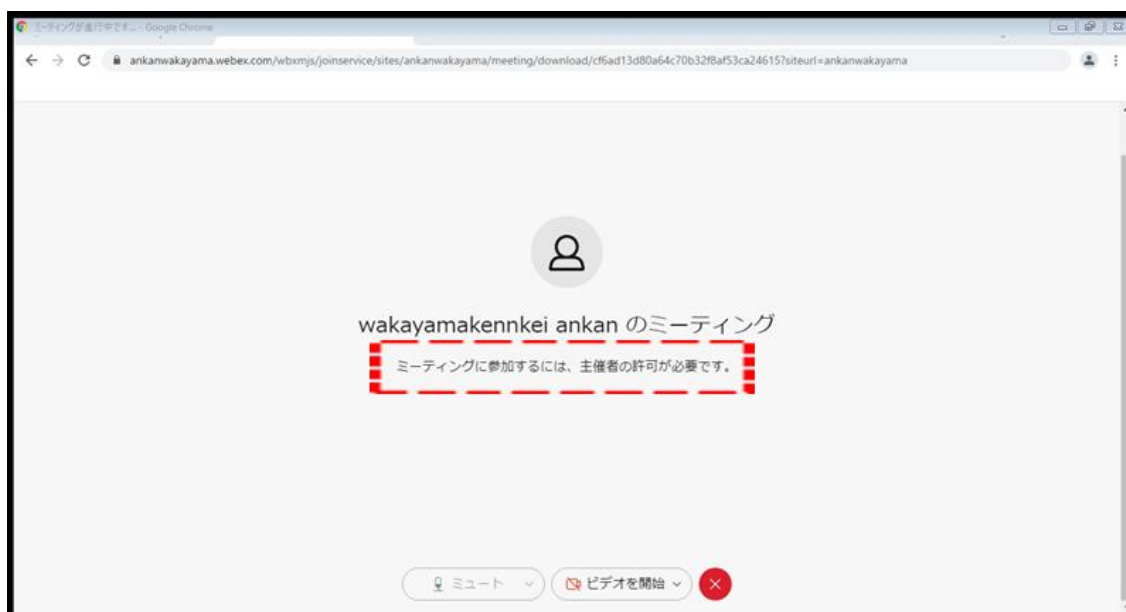 ミーティングが進行中です... - Google Chrome
ankanwakayama.webex.com/wbxmjs/joinservice/sites/ankanwakayama/meeting/download/cf6ad13d80a64c70b32f8af53ca24615?siteurl=ankanwakayama
wakayamakennkei ankan のミーティング
ミーティングに参加するには、主催者の許可が必要です。
ミュート
ビデオを開始